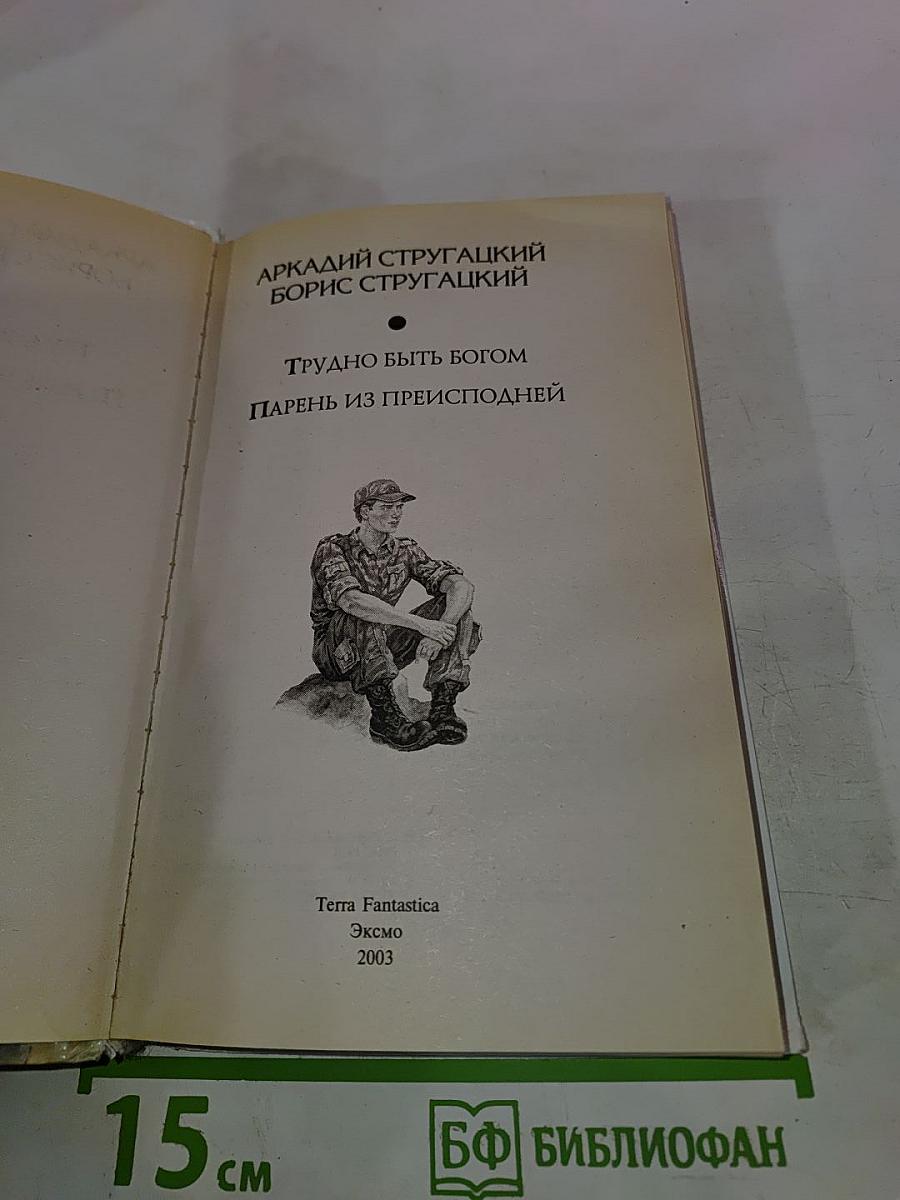 АРКАДИЙ СТРУГАЦКИЙ
БОРИС СТРУГАЦКИЙ
ТРУДНО БЫТЬ БОГОМ
ПАРЕНЬ ИЗ ПРЕИСПОДНЕЙ
Terra Fantastica
Эксмо
2003
15 см
БФ БИБЛИОФАН